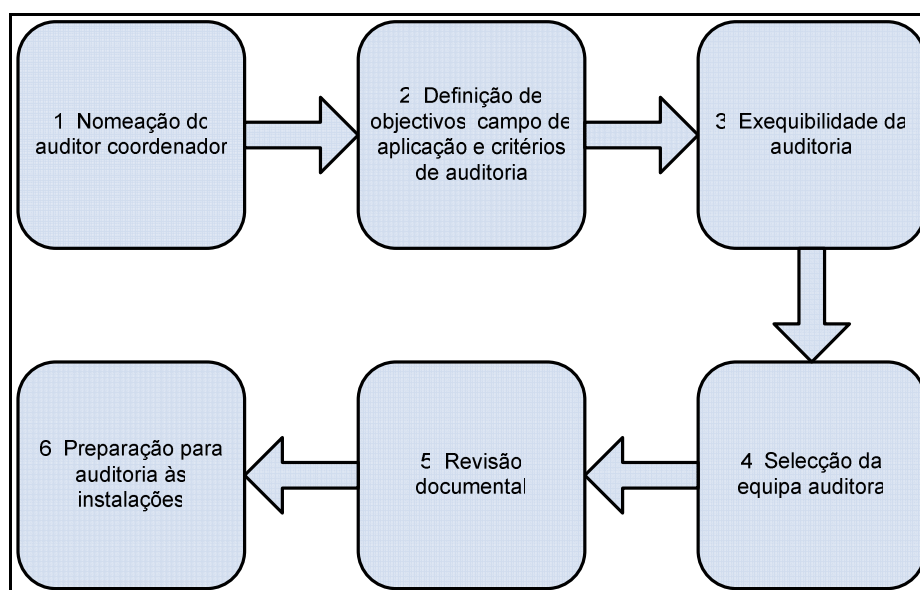 1 Nomeação do
auditor coordenador
2 Definição de
objectivos campo de
aplicação e critérios
de auditoria
3 Exequibilidade da
auditoria
4 Selecção da
equipa auditora
5 Revisão
documental
6 Preparação para
auditoria às
instalações